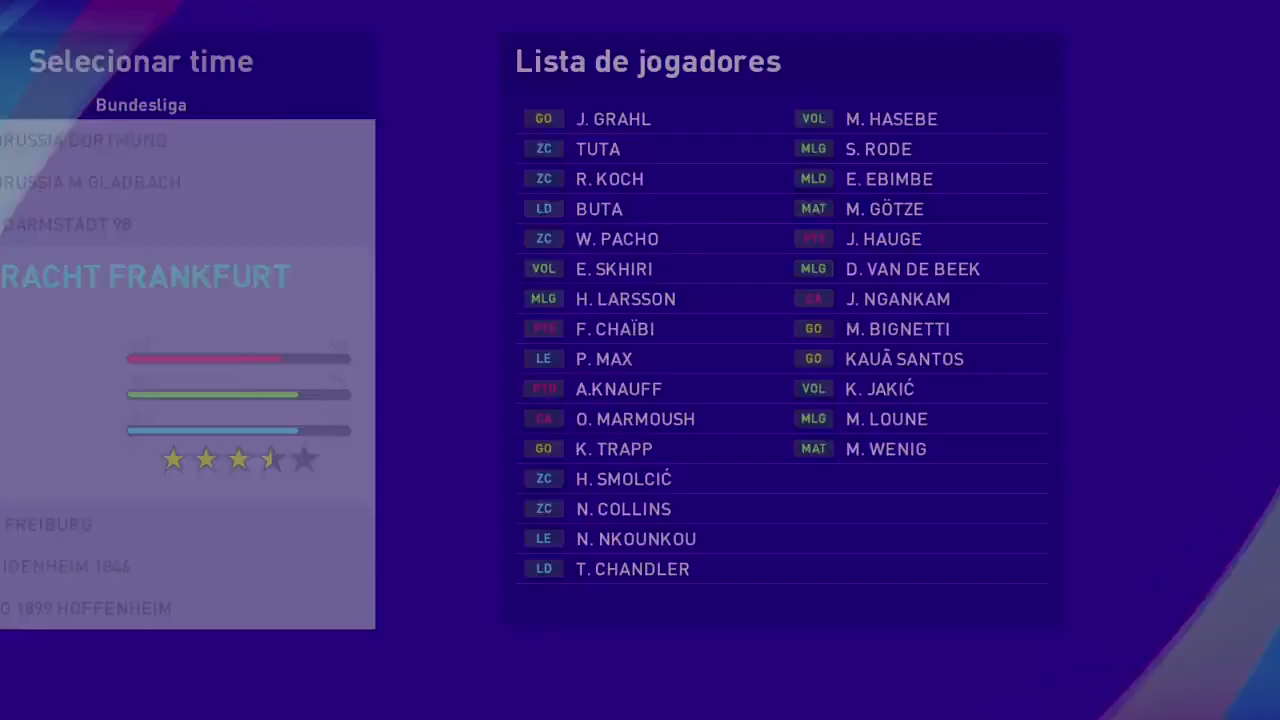 Selecionar time
Bundesliga
ORUSSIA DORTMUND
ORUSSIA M GLADBACH
DARMSTADT 98
RACHT FRANKFURT
FREIBURG
IDENHEIM 1846
1899 HOFFENHEIM
Lista de jogadores
GO J. GRAHL
ZC TUTA
ZC R. KOCH
LD BUTA
ZC W. PACHO
VOL E. SKHIRI
MLG H. LARSSON
PTE F. CHAÏBI
LE P. MAX
PTD A.KNAUFF
CA O. MARMOUSH
GO K. TRAPP
ZC H. SMOLCIĆ
ZC N. COLLINS
LE N. NKOUNKOU
LD T. CHANDLER
VOL M. HASEBE
MLG S. RODE
MLD E. EBIMBE
MAT M. GÖTZE
PTE J. HAUGE
MLG D. VAN DE BEEK
CA J. NGANKAM
GO M. BIGNETTI
GO KAUÃ SANTOS
VOL K. JAKIĆ
MLG M. LOUNE
MAT M. WENIG